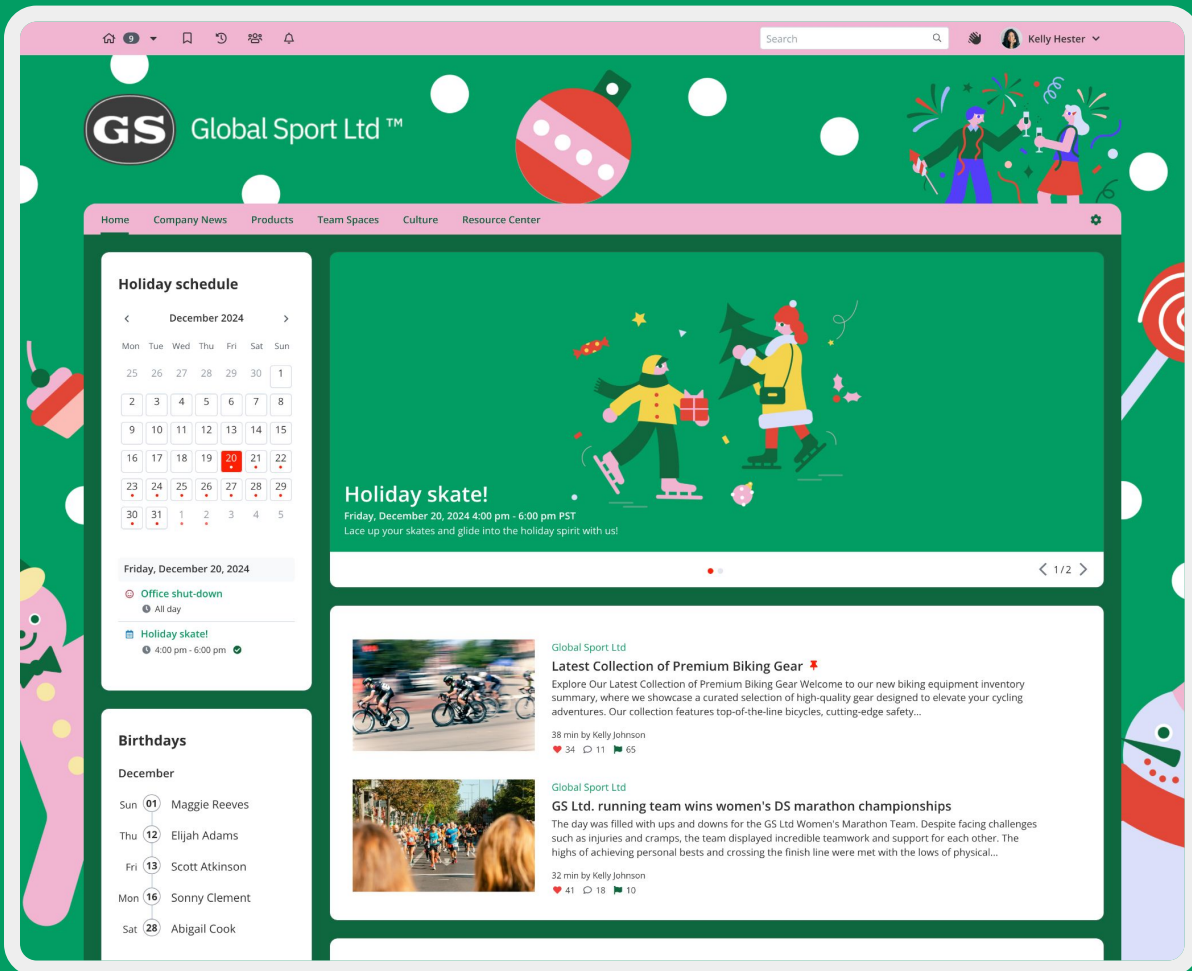 9
Search
Kelly Hester
GS
Global Sport Ltd ™
Home Company News Products Team Spaces Culture Resource Center
Holiday schedule
December 2024
Mon Tue Wed Thu Fri Sat Sun
25 26 27 28 29 30 1
2 3 4 5 6 7 8
9 10 11 12 13 14 15
16 17 18 19 20 21 22
23 24 25 26 27 28 29
30 31 1 2 3 4 5
Friday, December 20, 2024
Office shut-down
All day
Holiday skate!
4:00 pm - 6:00 pm
Birthdays
December
Sun 01 Maggie Reeves
Thu 12 Elijah Adams
Fri 13 Scott Atkinson
Mon 16 Sonny Clement
Sat 28 Abigail Cook
Holiday skate!
Friday, December 20, 2024 4:00 pm - 6:00 pm PST
Lace up your skates and glide into the holiday spirit with us!
1/2
Global Sport Ltd
Latest Collection of Premium Biking Gear
Explore Our Latest Collection of Premium Biking Gear Welcome to our new biking equipment inventory
summary, where we showcase a curated selection of high-quality gear designed to elevate your cycling
adventures. Our collection features top-of-the-line bicycles, cutting-edge safety...
38 min by Kelly Johnson
34 11 65
Global Sport Ltd
GS Ltd. running team wins women's DS marathon championships
The day was filled with ups and downs for the GS Ltd Women's Marathon Team. Despite facing challenges
such as injuries and cramps, the team displayed incredible teamwork and support for each other. The
highs of achieving personal bests and crossing the finish line were met with the lows of physical...
32 min by Kelly Johnson
41 18 10